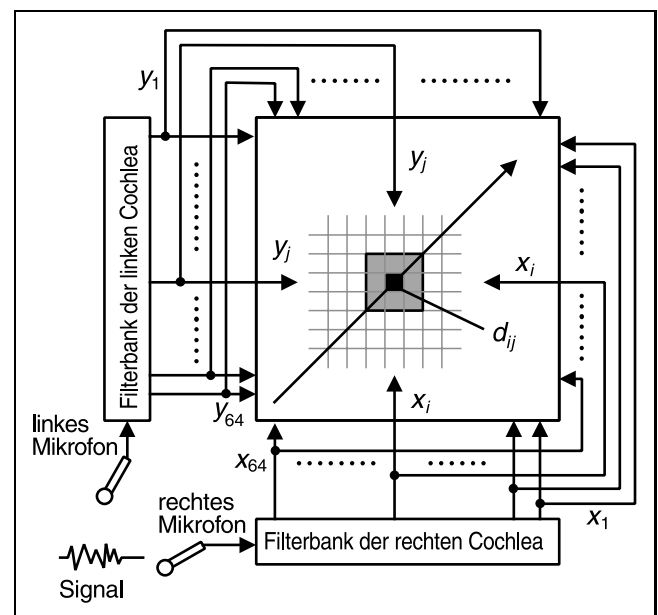 y1
yj
Filterbank der linken Cochlea
yj
xi
dij
y64
xi
linkes
Mikrofon
x64
rechtes
Mikrofon
x1
Filterbank der rechten Cochlea
Signal